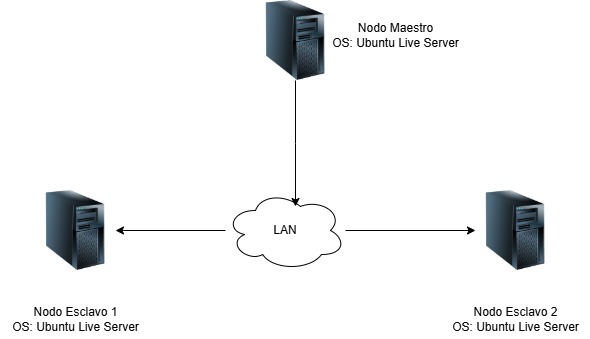 Nodo Maestro
OS: Ubuntu Live Server
LAN
Nodo Esclavo 1
OS: Ubuntu Live Server
Nodo Esclavo 2
OS: Ubuntu Live Server